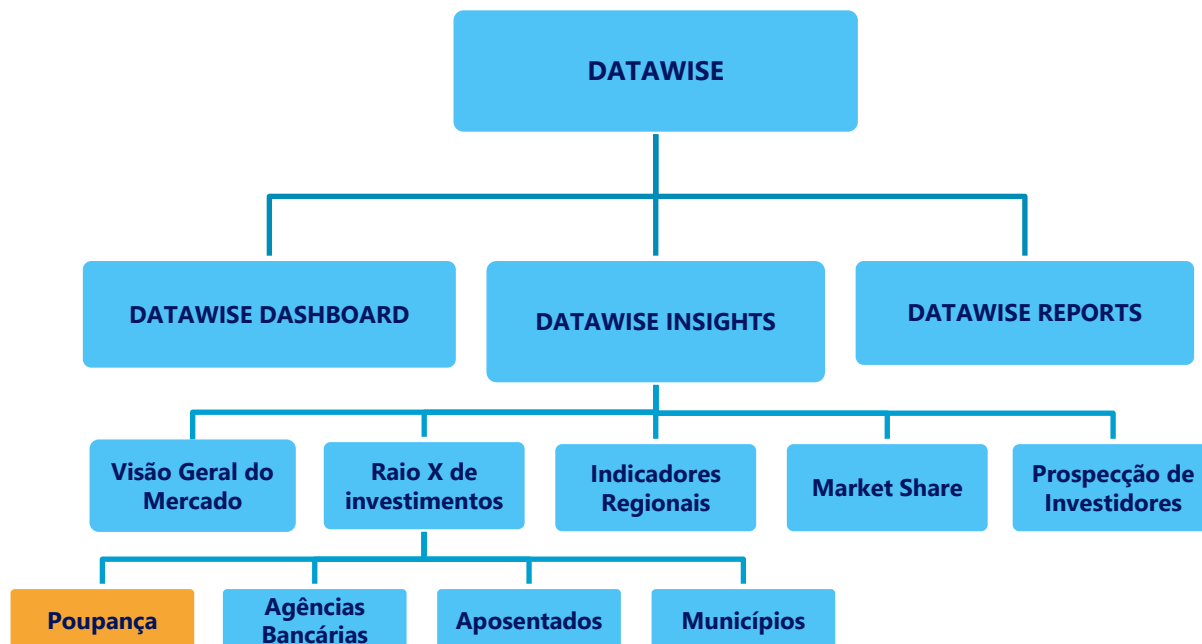 DATAWISE
DATAWISE DASHBOARD
DATAWISE INSIGHTS
DATAWISE REPORTS
Visão Geral do
Mercado
Raio X de
investimentos
Indicadores
Regionais
Market Share
Prospecção de
Investidores
Poupança
Agências
Bancárias
Aposentados
Municípios